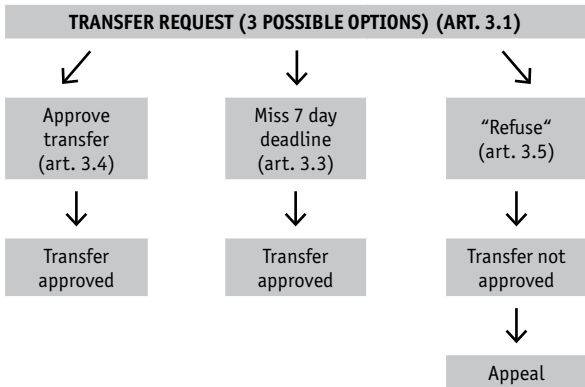 TRANSFER REQUEST (3 POSSIBLE OPTIONS) (ART. 3.1)
Approve
transfer
(art. 3.4)
Miss 7 day
deadline
(art. 3.3)
“Refuse“
(art. 3.5)
Transfer
approved
Transfer
approved
Transfer not
approved
Appeal